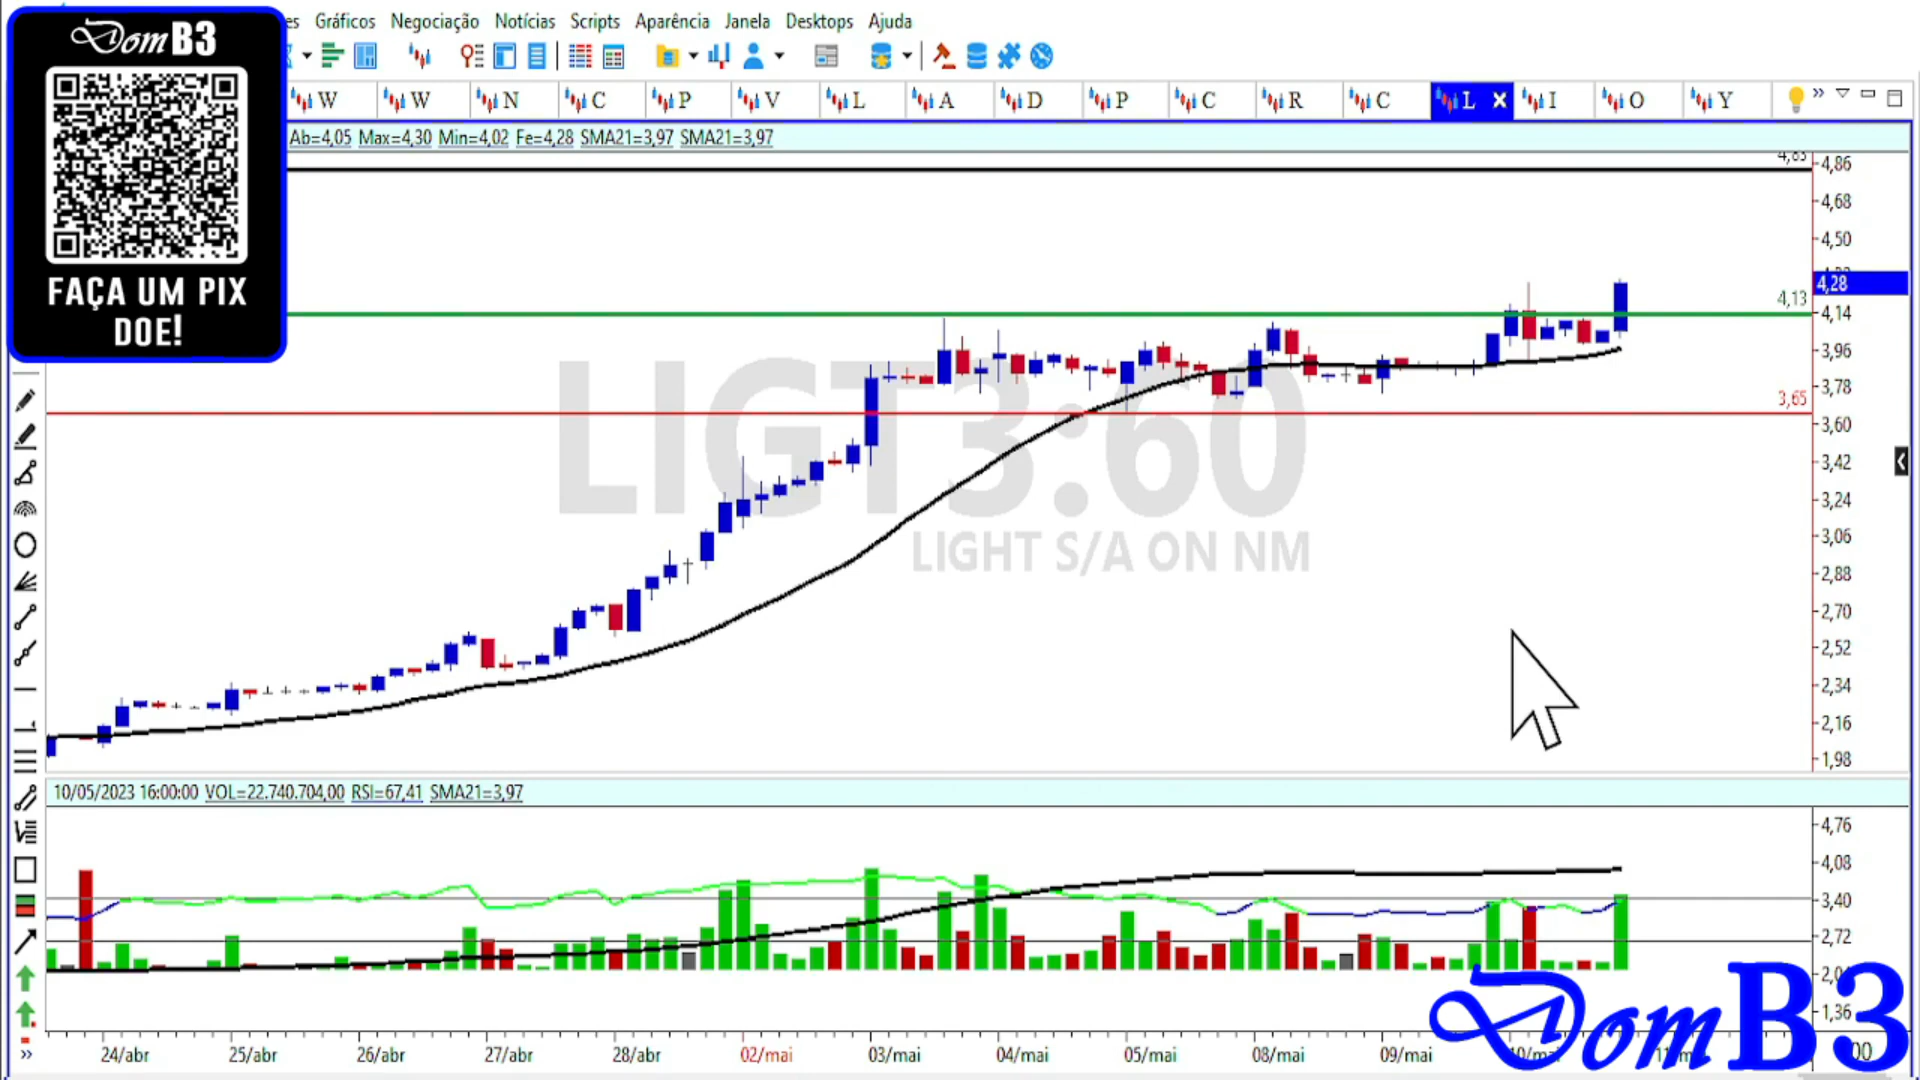 Dom B3
FAÇA UM PIX
DOE!
es Gráficos Negociação Notícias Scripts Aparência Janela Desktops Ajuda
W W N C P V L A D P C R C L X I O Y
Ab=4,05 Max=4,30 Min=4,02 Fe=4,28 SMA21=3,97 SMA21=3,97
4,83
4,86
4,68
4,50
4,28
4,13
4,14
3,96
3,78
3,65
3,60
3,42
3,24
3,06
2,88
2,70
2,52
2,34
2,16
1,98
LIGT3:60
LIGHT S/A ON NM
10/05/2023 16:00:00 VOL=22.740.704,00 RSI=67,41 SMA21=3,97
4,76
4,08
3,40
2,72
1,36
24/abr 25/abr 26/abr 27/abr 28/abr 02/mai 03/mai 04/mai 05/mai 08/mai 09/mai
Dom B3